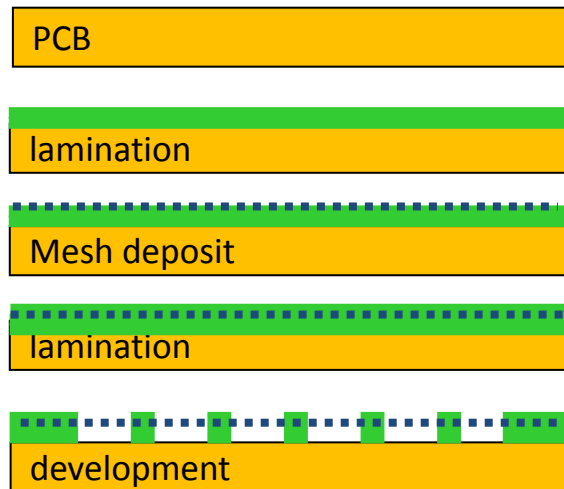 PCB
lamination
Mesh deposit
lamination
development